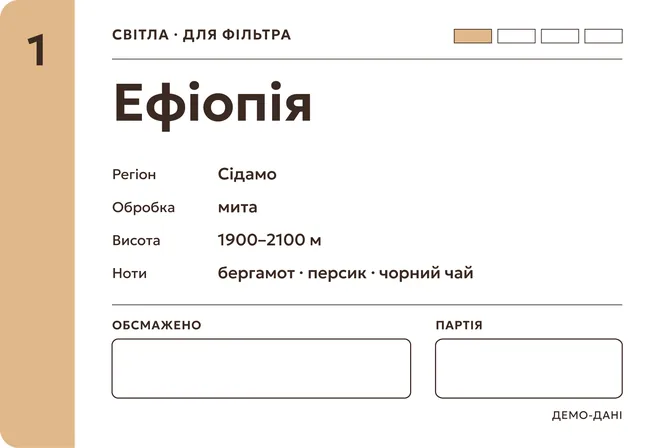 1
СВІТЛА · ДЛЯ ФІЛЬТРА
Ефіопія
Регіон Сідамо
Обробка мита
Висота 1900–2100 м
Ноти бергамот · персик · чорний чай
ОБСМАЖЕНО ПАРТІЯ
ДЕМО-ДАНІ